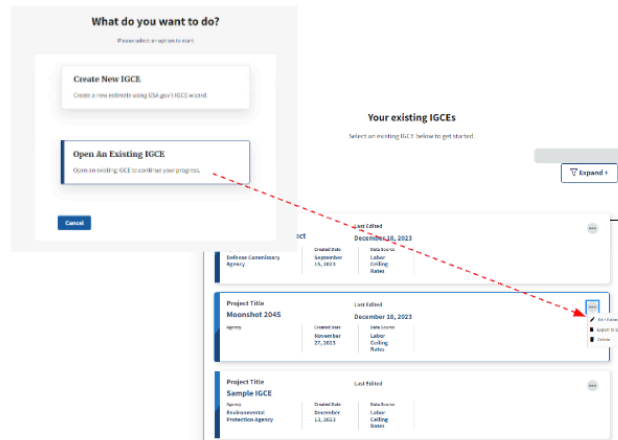 What do you want to do?
Please select an option to start
Create New IGCE
Create a new estimate using GSA.gov's IGCE wizard.
Open An Existing IGCE
Open an existing IGCE to continue your progress.
Cancel
Your existing IGCEs
Select an existing IGCE below to get started.
Expand
ect
Last Edited
December 18, 2023
Defense Commissary
Agency
Created Date
September
15, 2023
Data Source
Labor
Ceiling
Rates
Project Title
Moonshot 2045
Last Edited
December 18, 2023
Agency
Created Date
November
27, 2023
Data Source
Labor
Ceiling
Rates
Export to
Delete
Project Title
Sample IGCE
Last Edited
Agency
Environmental
Protection Agency
Created Date
December
13, 2023
Data Source
Labor
Ceiling
Rates